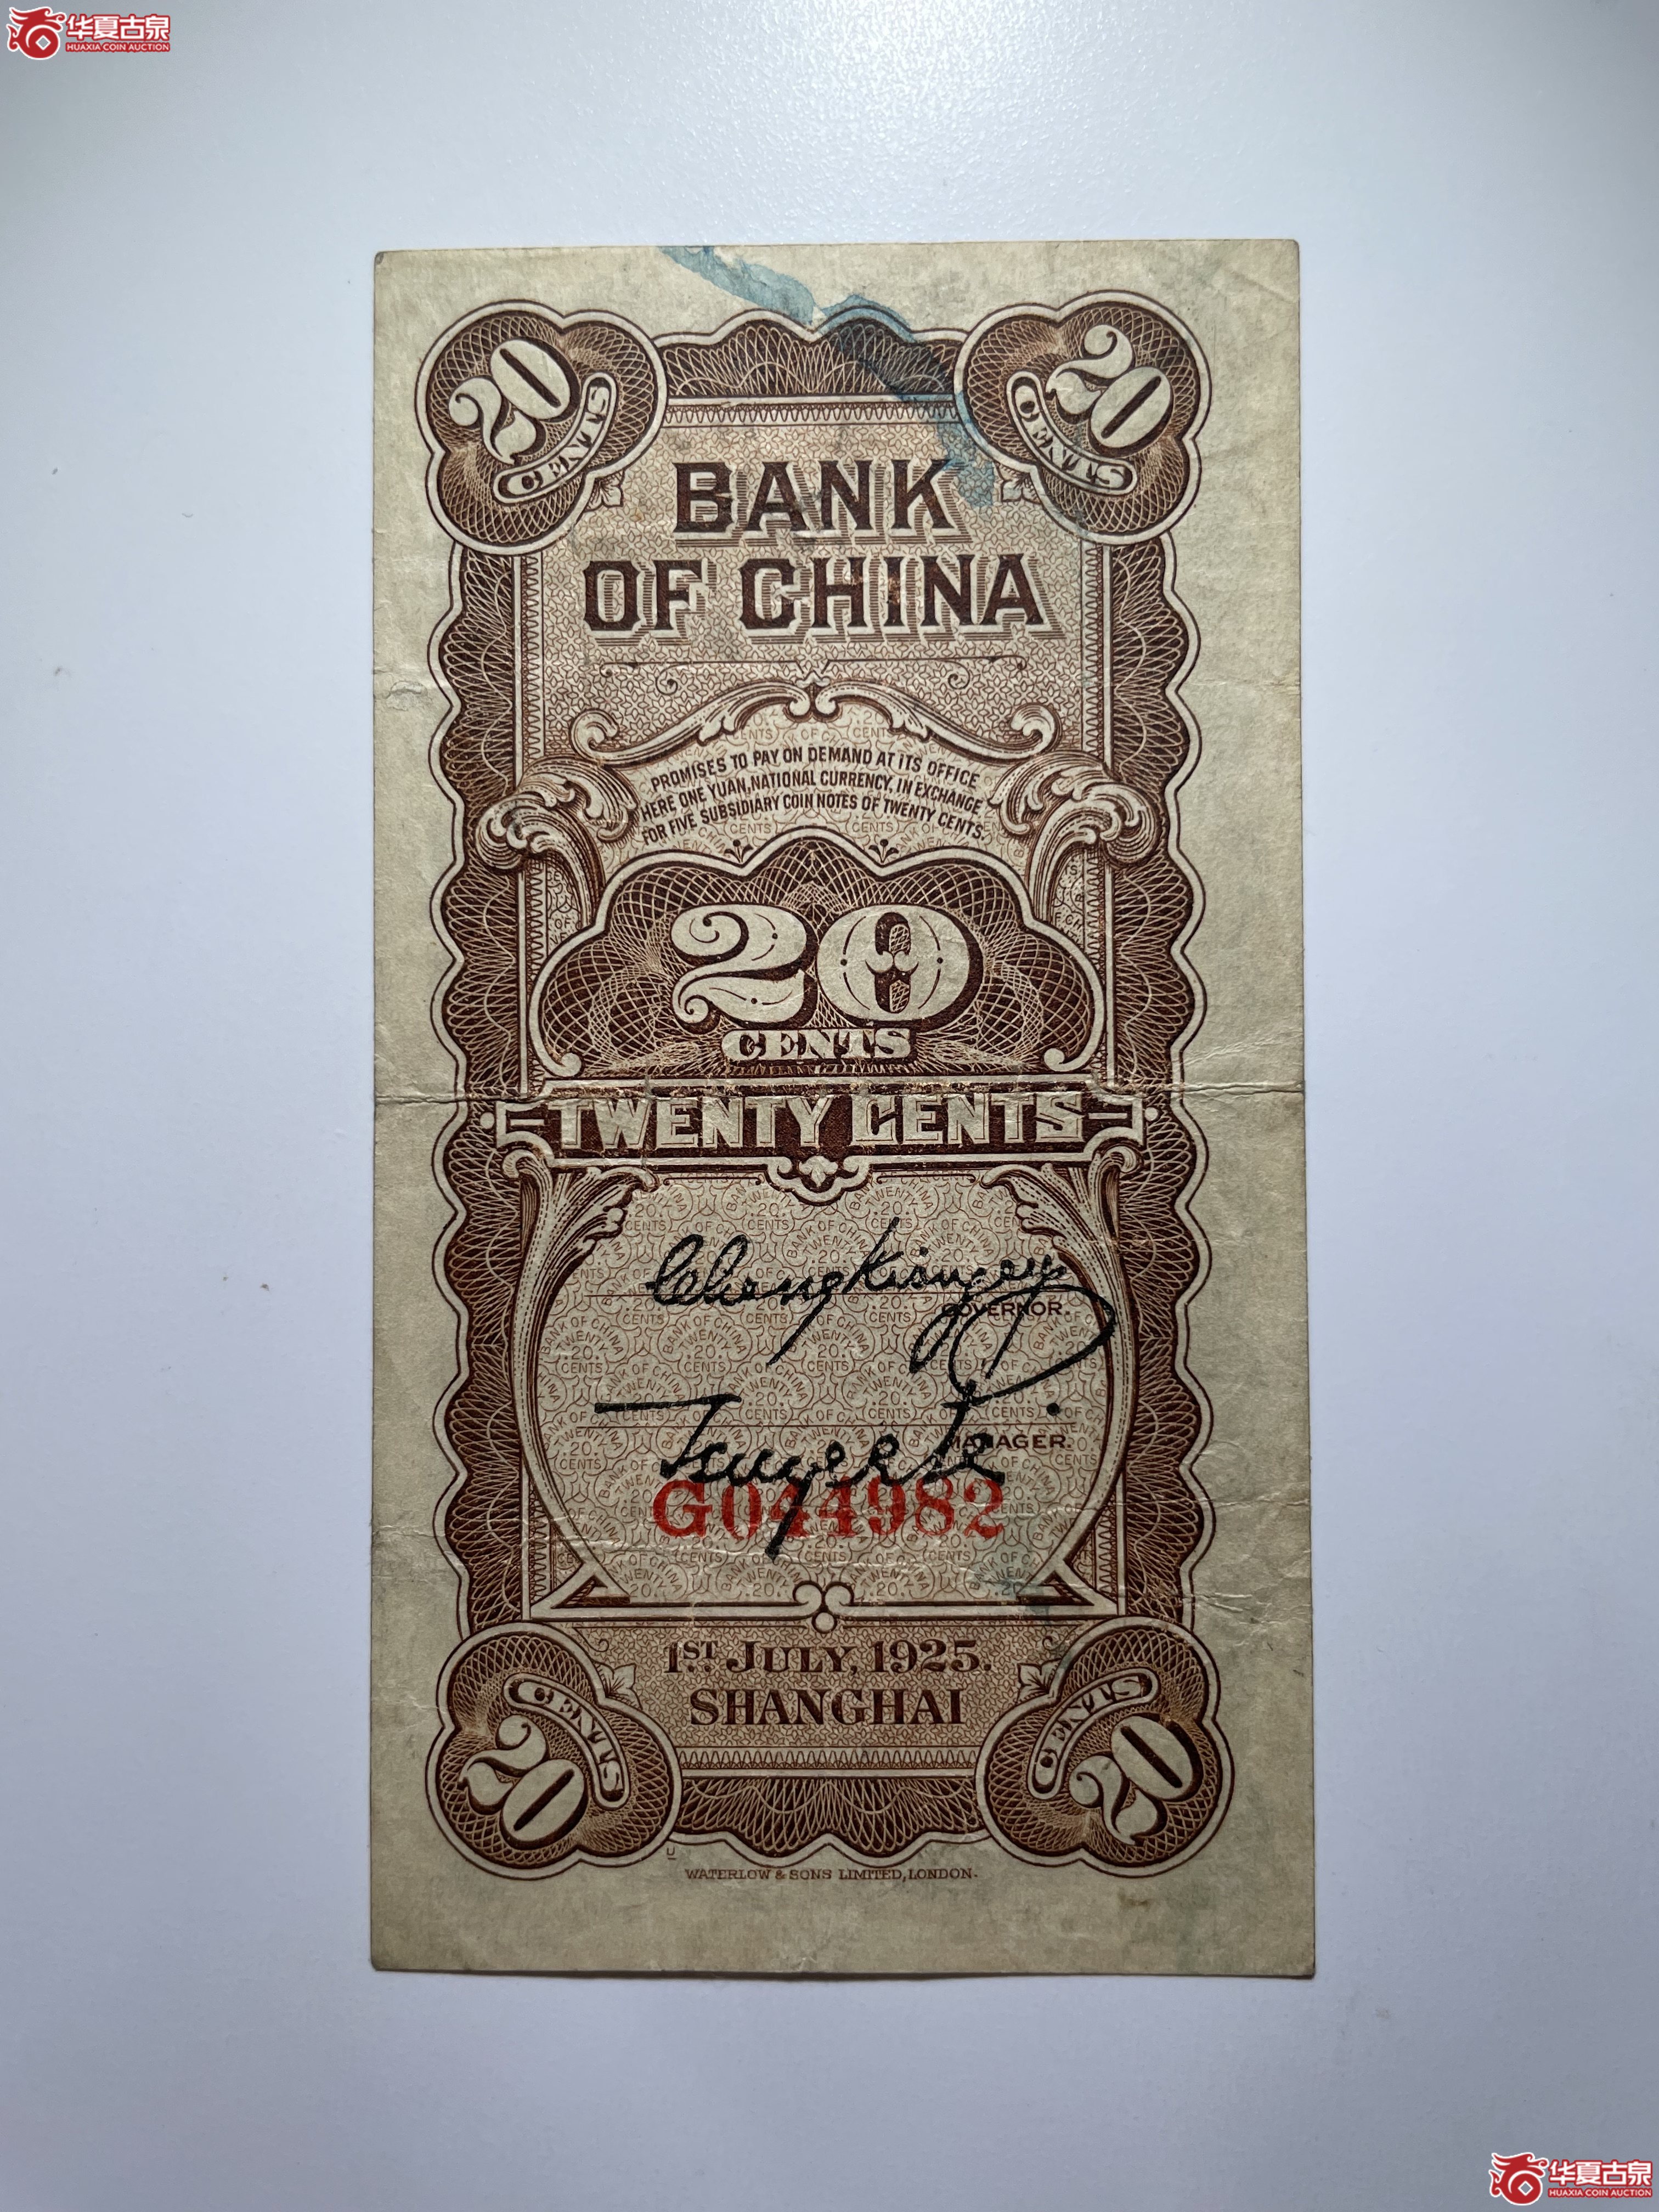 华夏古泉
HUAXIA COIN AUCTION
20 CENTS
20 CENTS
BANK
OF CHINA
PROMISES TO PAY ON DEMAND AT ITS OFFICE
HERE ONE YUAN, NATIONAL CURRENCY, IN EXCHANGE
FOR FIVE SUBSIDIARY COIN NOTES OF TWENTY CENTS.
20
CENTS
TWENTY CENTS
GOVERNOR.
MANAGER.
G044982
1ST JULY, 1925.
SHANGHAI
CENTS 20
CENTS 20
U
WATERLOW & SONS LIMITED, LONDON.
华夏古泉
HUAXIA COIN AUCTION